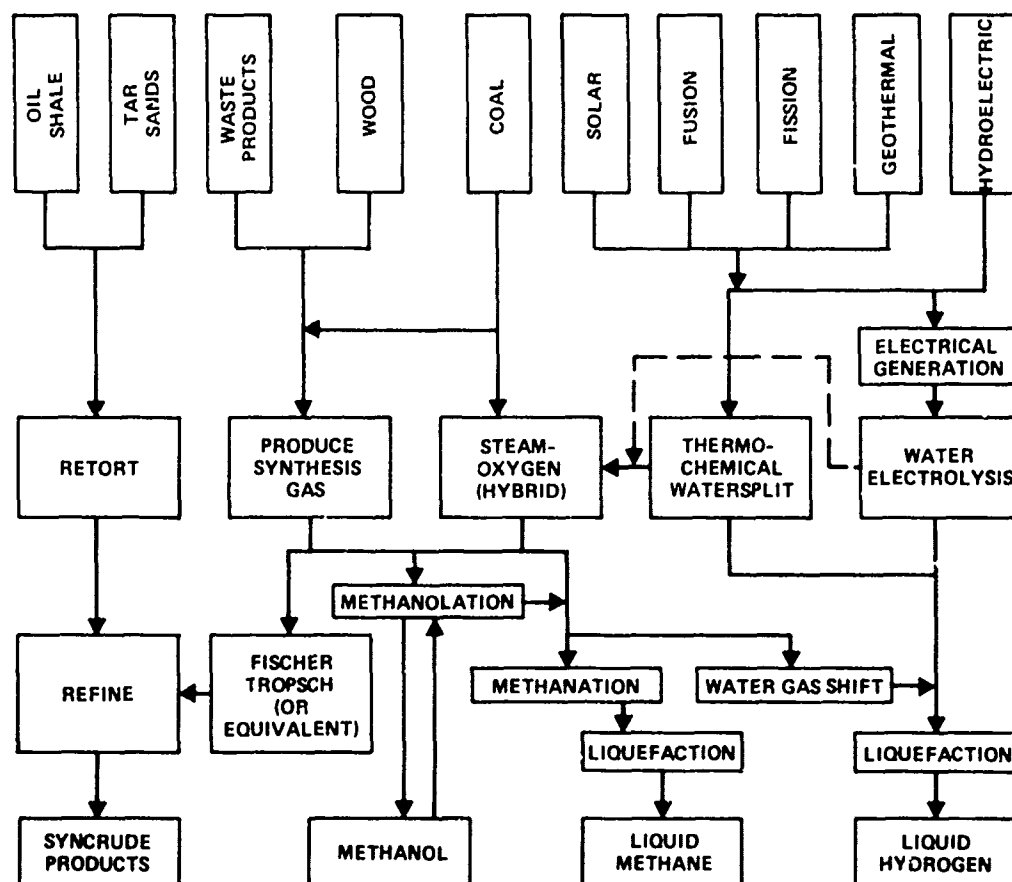 OIL
SHALE
TAR
SANDS
WASTE
PRODUCTS
WOOD
COAL
SOLAR
FUSION
FISSION
GEOTHERMAL
HYDROELECTRIC
ELECTRICAL
GENERATION
RETORT
PRODUCE
SYNTHESIS
GAS
STEAM-
OXYGEN
(HYBRID)
THERMO-
CHEMICAL
WATERSPLIT
WATER
ELECTROLYSIS
METHANOLATION
REFINE
FISCHER
TROPSCH
(OR
EQUIVALENT)
METHANATION
WATER GAS SHIFT
LIQUEFACTION
LIQUEFACTION
SYNCRUDE
PRODUCTS
METHANOL
LIQUID
METHANE
LIQUID
HYDROGEN